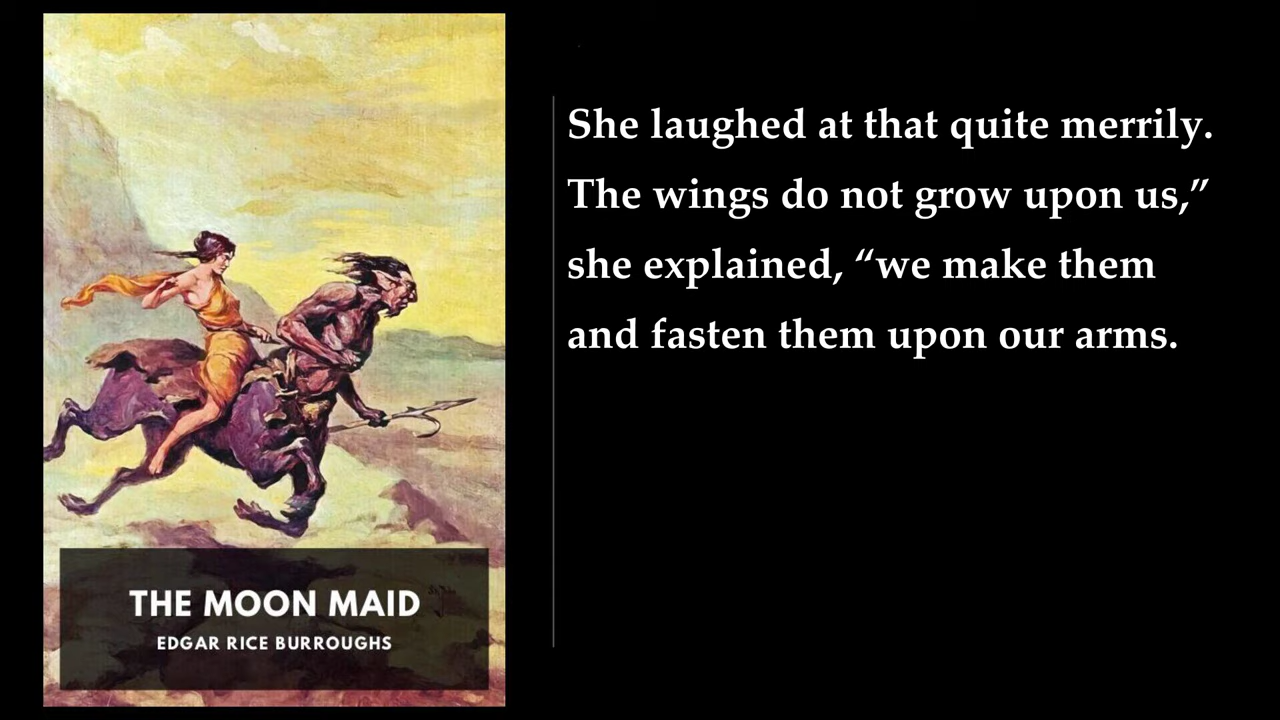 She laughed at that quite merrily.
The wings do not grow upon us,”
she explained, “we make them
and fasten them upon our arms.
THE MOON MAID
EDGAR RICE BURROUGHS